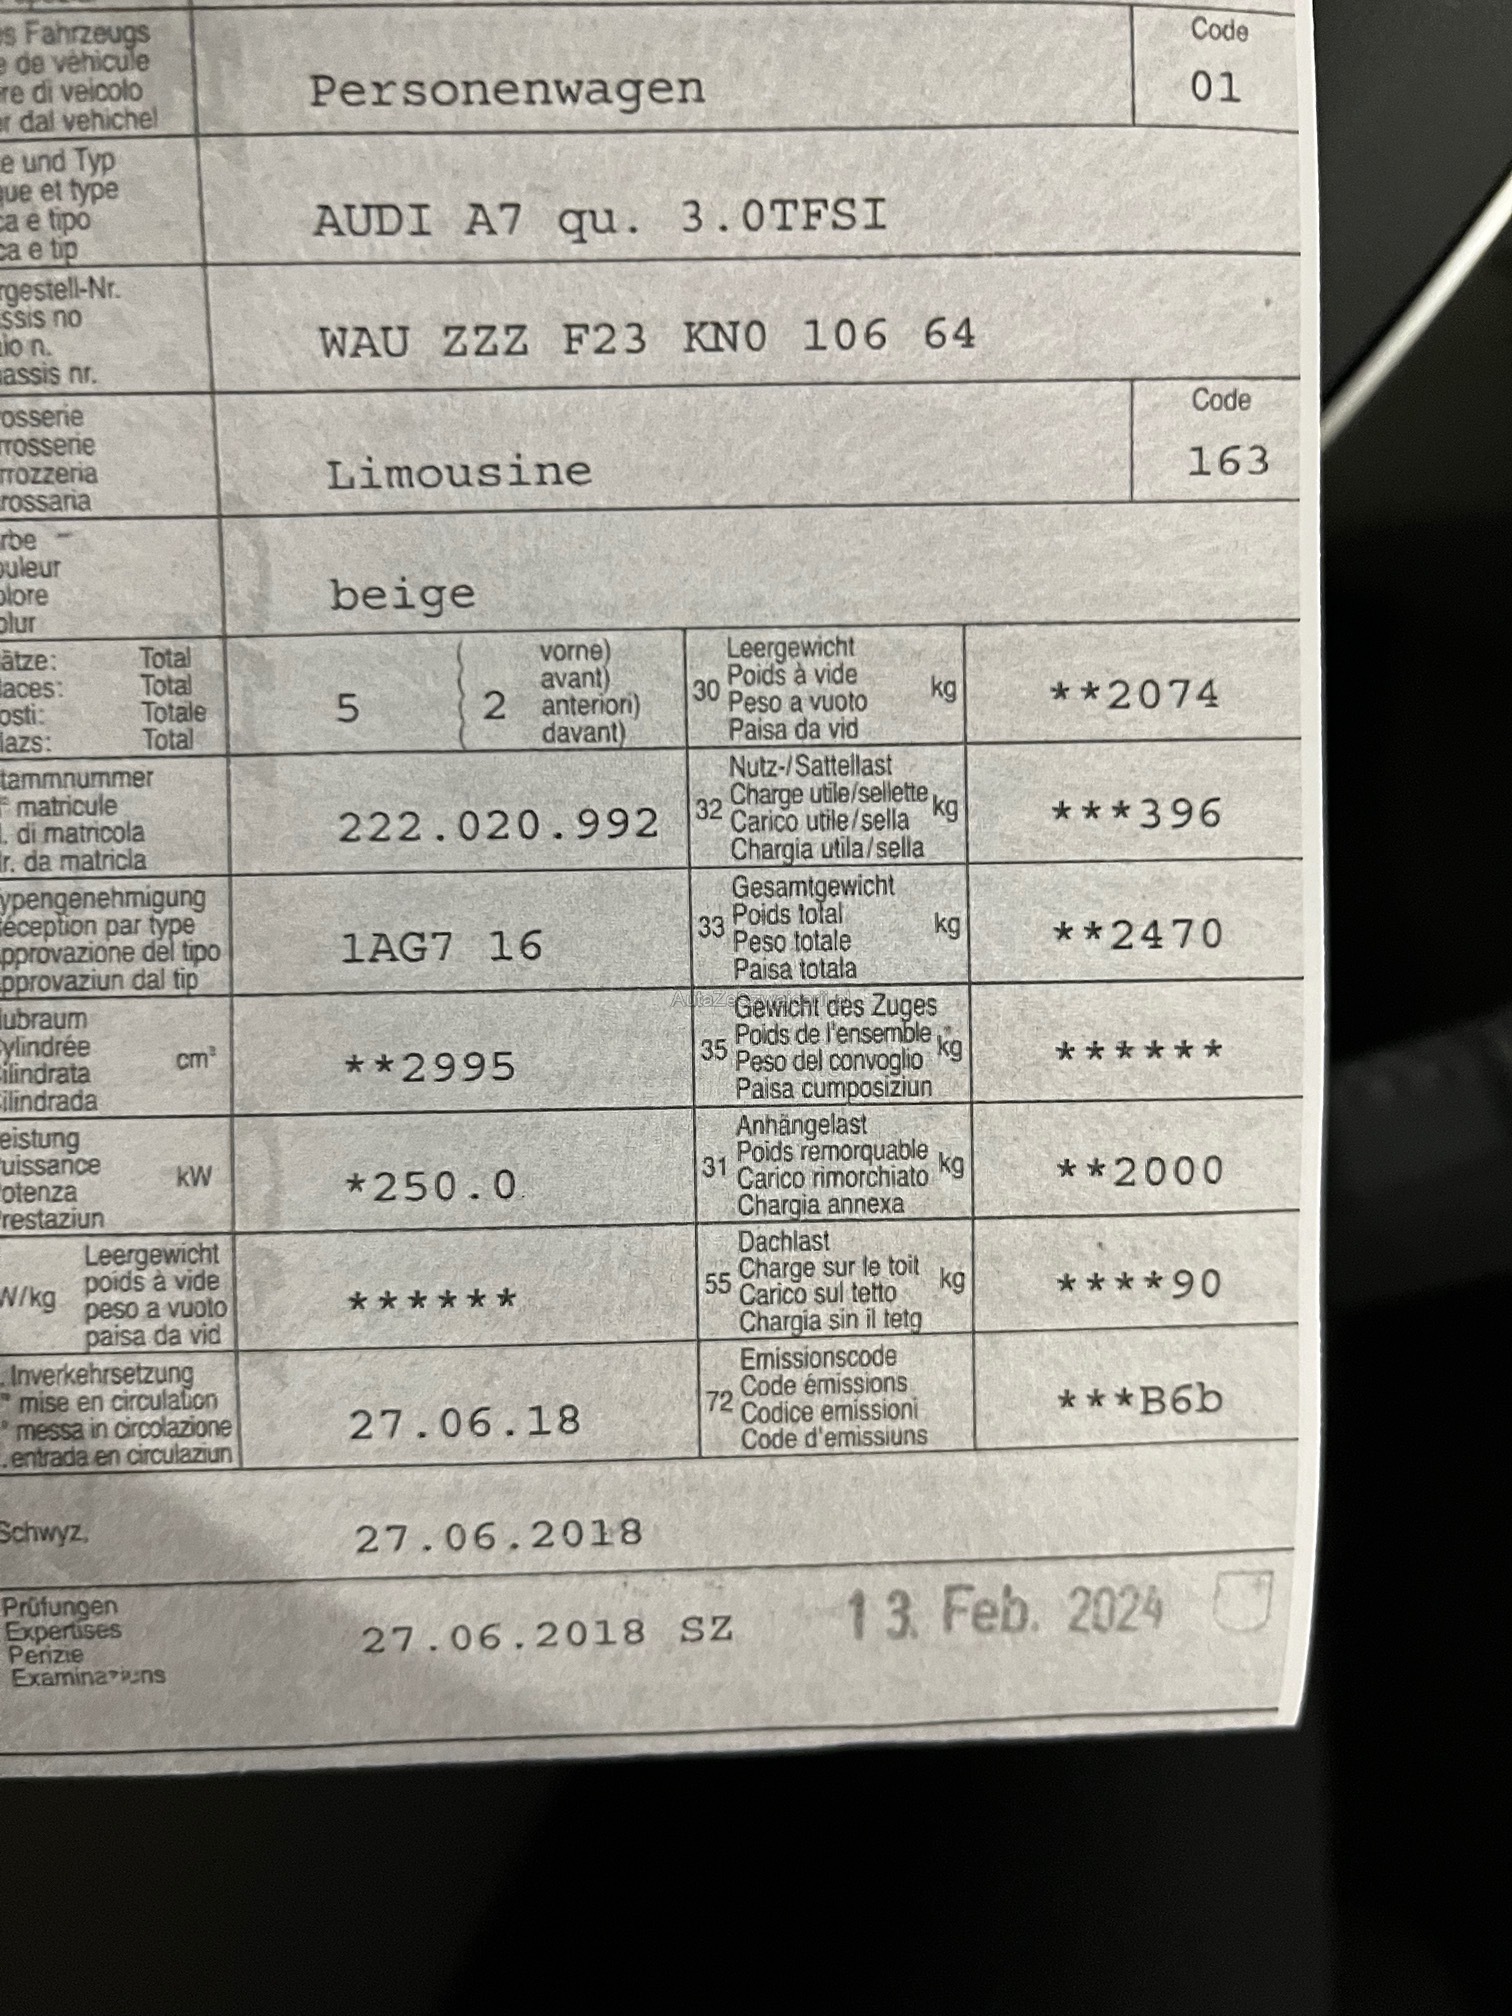 s Fahrzeugs
e de véhicule
re di veicolo
r dal vehichel
Personenwagen
Code
01
e und Typ
ue et type
ca e tipo
ca e tip
AUDI A7 qu. 3.0TFSI
rgestell-Nr.
ssis no
io n.
assis nr.
WAU ZZZ F23 KN0 106 64
osserie
rrosserie
rrozzeria
rossaria
Limousine
Code
163
rbe
ouleur
olore
olur
beige
ätze: Total
laces: Total
osti: Totale
lazs: Total
5
2
vorne)
avant)
anteriori)
davant)
30
Leergewicht
Poids à vide
Peso a vuoto
Paisa da vid
kg
**2074
tammnummer
° matricule
. di matricola
r. da matricla
222.020.992
32
Nutz-/Sattellast
Charge utile/sellette
Carico utile/sella
Chargia utila/sella
kg
***396
ypengenehmigung
éception par type
pprovazione del tipo
pprovaziun dal tip
1AG7 16
33
Gesamtgewicht
Poids total
Peso totale
Paisa totala
kg
**2470
ubraum
ylindrée
ilindrata
ilindrada
cm³
**2995
35
Gewicht des Zuges
Poids de l'ensemble
Peso del convoglio
Paisa cumposiziun
kg
******
eistung
uissance
otenza
restaziun
kW
*250.0
31
Anhängelast
Poids remorquable
Carico rimorchiato
Chargia annexa
kg
**2000
W/kg
Leergewicht
poids à vide
peso a vuoto
paisa da vid
******
55
Dachlast
Charge sur le toit
Carico sul tetto
Chargia sin il tetg
kg
****90
. Inverkehrsetzung
mise en circulation
messa in circolazione
. entrada en circulaziun
27.06.18
72
Emissionscode
Code émissions
Codice emissioni
Code d'emissiuns
***B6b
Schwyz,
27.06.2018
Prüfungen
Expertises
Perizie
Examinaziuns
27.06.2018 SZ
13. Feb. 2024